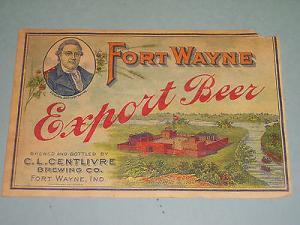 FORT WAYNE
Export Beer
BREWED AND BOTTLED BY
C.L. CENTLIVRE
BREWING CO.
FORT WAYNE, IND.